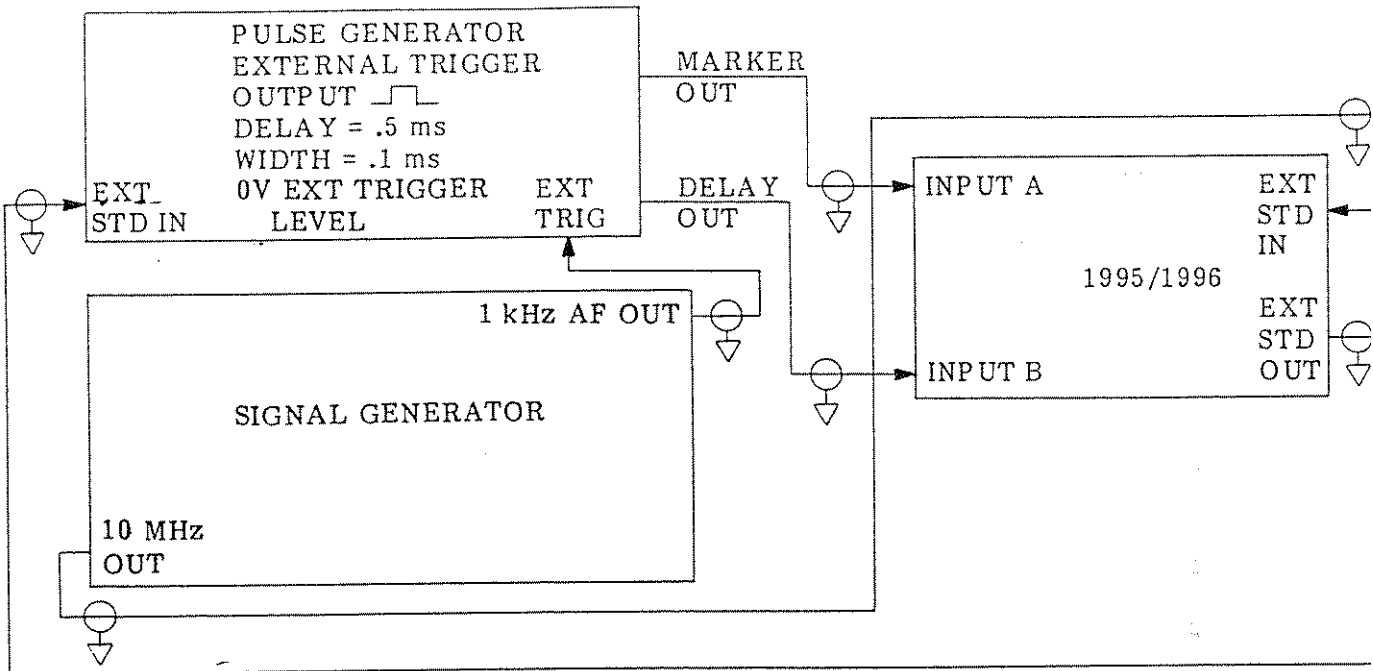 PULSE GENERATOR
EXTERNAL TRIGGER
OUTPUT
DELAY = .5 ms
WIDTH = .1 ms
0V EXT TRIGGER
LEVEL
EXT
STD IN
EXT
TRIG
MARKER
OUT
DELAY
OUT
INPUT A
INPUT B
EXT
STD
IN
1995/1996
EXT
STD
OUT
1 kHz AF OUT
SIGNAL GENERATOR
10 MHz
OUT